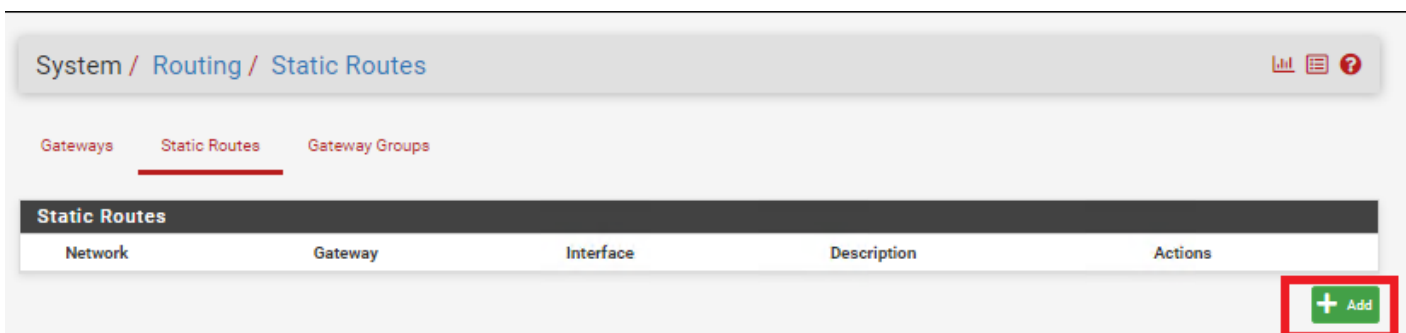 System / Routing / Static Routes
Gateways Static Routes Gateway Groups
Static Routes
Network Gateway Interface Description Actions
+ Add